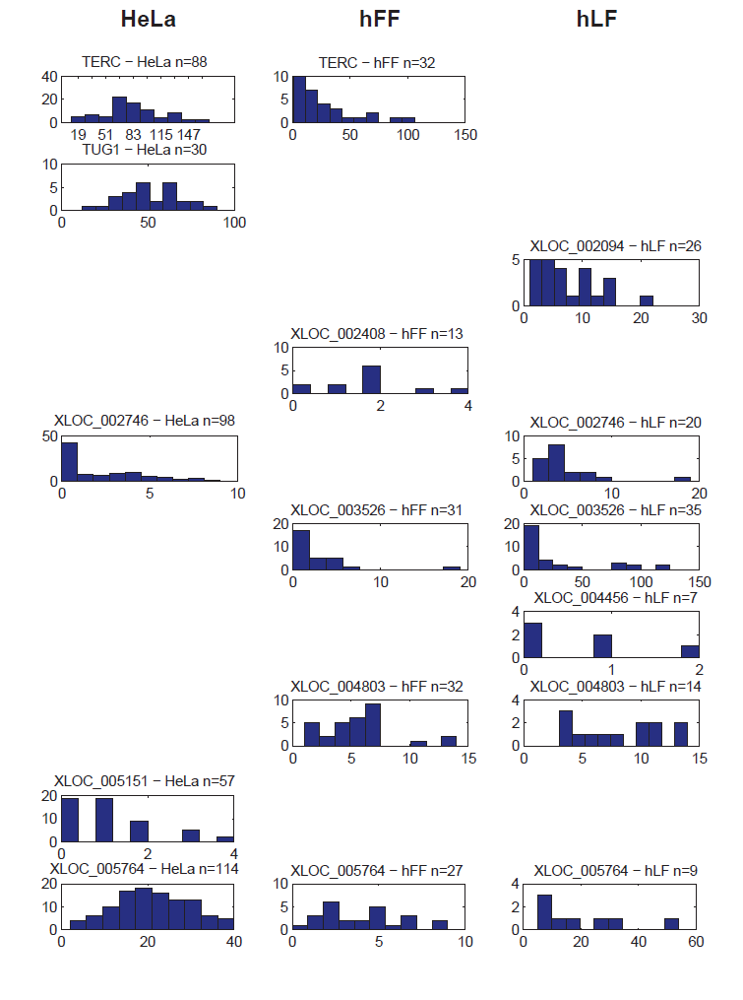 HeLa hFF hLF
TERC − HeLa n=88 TERC − hFF n=32
40 10
20 5
0 0
19 51 83 115 147 0 50 100 150
TUG1 − HeLa n=30
10
5
0
0 50 100
XLOC_002094 − hLF n=26
5
0
0 10 20 30
XLOC_002408 − hFF n=13
10
5
0
0 2 4
XLOC_002746 − HeLa n=98 XLOC_002746 − hLF n=20
50 10
5
0 0
0 5 10 0 10 20
XLOC_003526 − hFF n=31 XLOC_003526 − hLF n=35
20 20
10 10
0 0
0 10 20 0 50 100 150
XLOC_004456 − hLF n=7
4
2
0
0 1 2
XLOC_004803 − hFF n=32 XLOC_004803 − hLF n=14
10 4
5 2
0 0
0 5 10 15 0 5 10 15
XLOC_005151 − HeLa n=57
20
10
0
0 2 4
XLOC_005764 − HeLa n=114 XLOC_005764 − hFF n=27 XLOC_005764 − hLF n=9
20 10 4
10 5 2
0 0 0
0 20 40 0 5 10 0 20 40 60